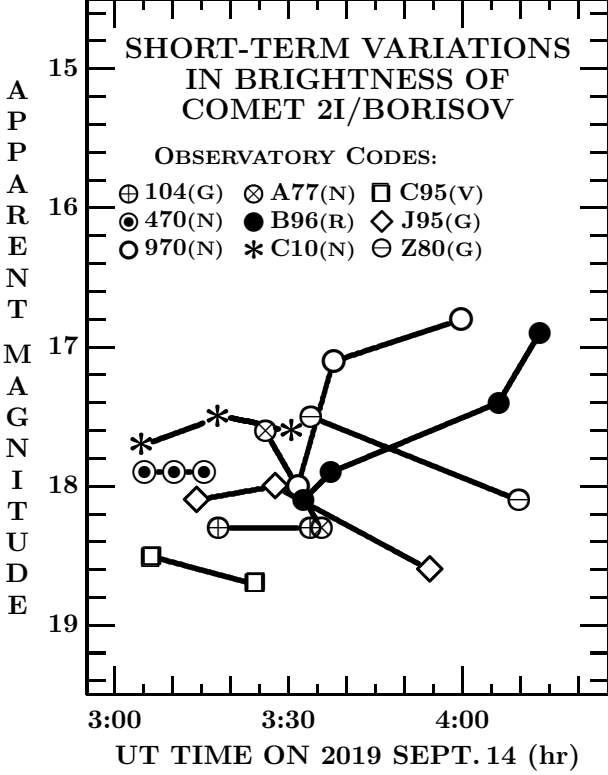 SHORT-TERM VARIATIONS
IN BRIGHTNESS OF
COMET 2I/BORISOV
OBSERVATORY CODES:
104(G) A77(N) C95(V)
470(N) B96(R) J95(G)
970(N) C10(N) Z80(G)
APPARENT MAGNITUDE
15
16
17
18
19
3:00 3:30 4:00
UT TIME ON 2019 SEPT. 14 (hr)